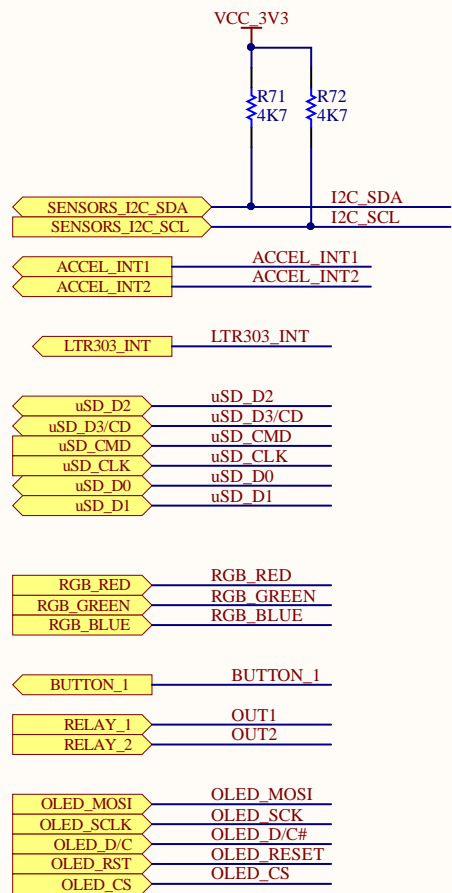 VCC_3V3
R71 R72
4K7 4K7
SENSORS_I2C_SDA I2C_SDA
SENSORS_I2C_SCL I2C_SCL
ACCEL_INT1 ACCEL_INT1
ACCEL_INT2 ACCEL_INT2
LTR303_INT LTR303_INT
uSD_D2 uSD_D2
uSD_D3/CD uSD_D3/CD
uSD_CMD uSD_CMD
uSD_CLK uSD_CLK
uSD_D0 uSD_D0
uSD_D1 uSD_D1
RGB_RED RGB_RED
RGB_GREEN RGB_GREEN
RGB_BLUE RGB_BLUE
BUTTON_1 BUTTON_1
RELAY_1 OUT1
RELAY_2 OUT2
OLED_MOSI OLED_MOSI
OLED_SCLK OLED_SCK
OLED_D/C OLED_D/C#
OLED_RST OLED_RESET
OLED_CS OLED_CS